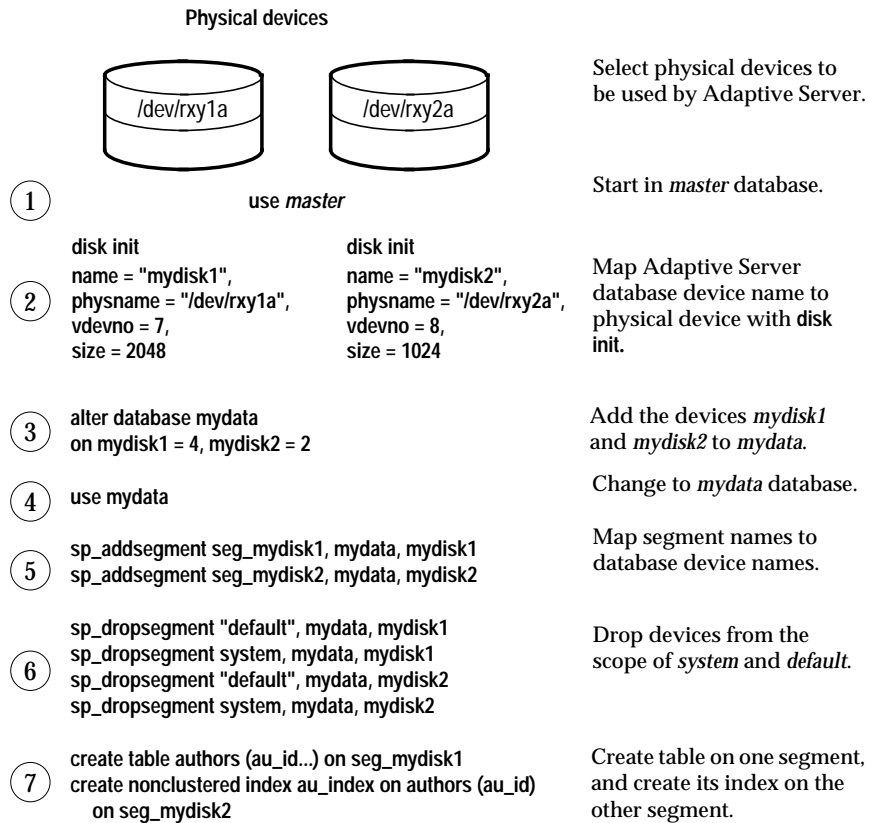 Physical devices
/dev/rxy1a
/dev/rxy2a
Select physical devices to
be used by Adaptive Server.
1
use master
Start in master database.
2
disk init
name = "mydisk1",
physname = "/dev/rxy1a",
vdevno = 7,
size = 2048
disk init
name = "mydisk2",
physname = "/dev/rxy2a",
vdevno = 8,
size = 1024
Map Adaptive Server
database device name to
physical device with disk
init.
3
alter database mydata
on mydisk1 = 4, mydisk2 = 2
Add the devices mydisk1
and mydisk2 to mydata.
4
use mydata
Change to mydata database.
5
sp_addsegment seg_mydisk1, mydata, mydisk1
sp_addsegment seg_mydisk2, mydata, mydisk2
Map segment names to
database device names.
6
sp_dropsegment "default", mydata, mydisk1
sp_dropsegment system, mydata, mydisk1
sp_dropsegment "default", mydata, mydisk2
sp_dropsegment system, mydata, mydisk2
Drop devices from the
scope of system and default.
7
create table authors (au_id...) on seg_mydisk1
create nonclustered index au_index on authors (au_id)
on seg_mydisk2
Create table on one segment,
and create its index on the
other segment.